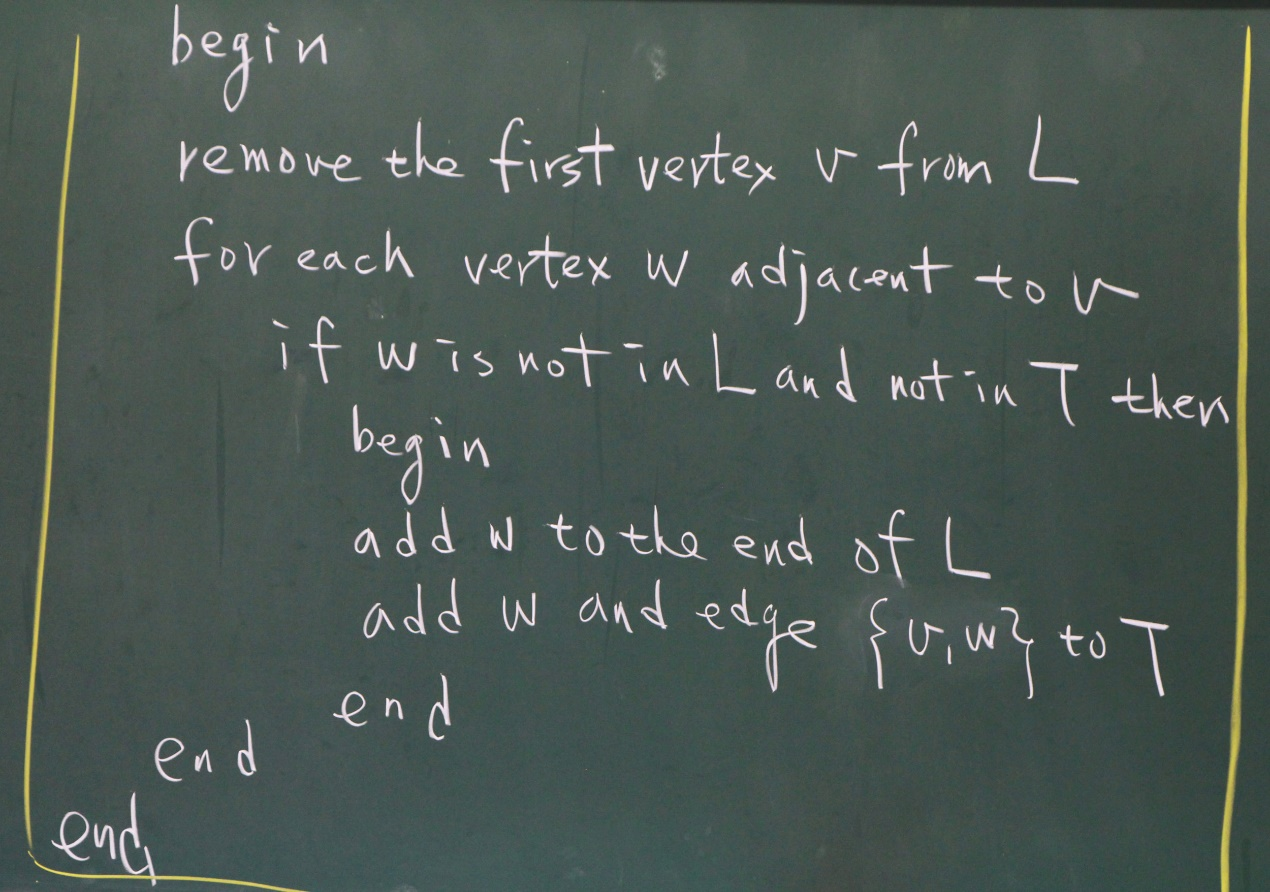 begin
remove the first vertex v from L
for each vertex w adjacent to v
if w is not in L and not in T then
begin
add w to the end of L
add w and edge {v,w} to T
end
end
end